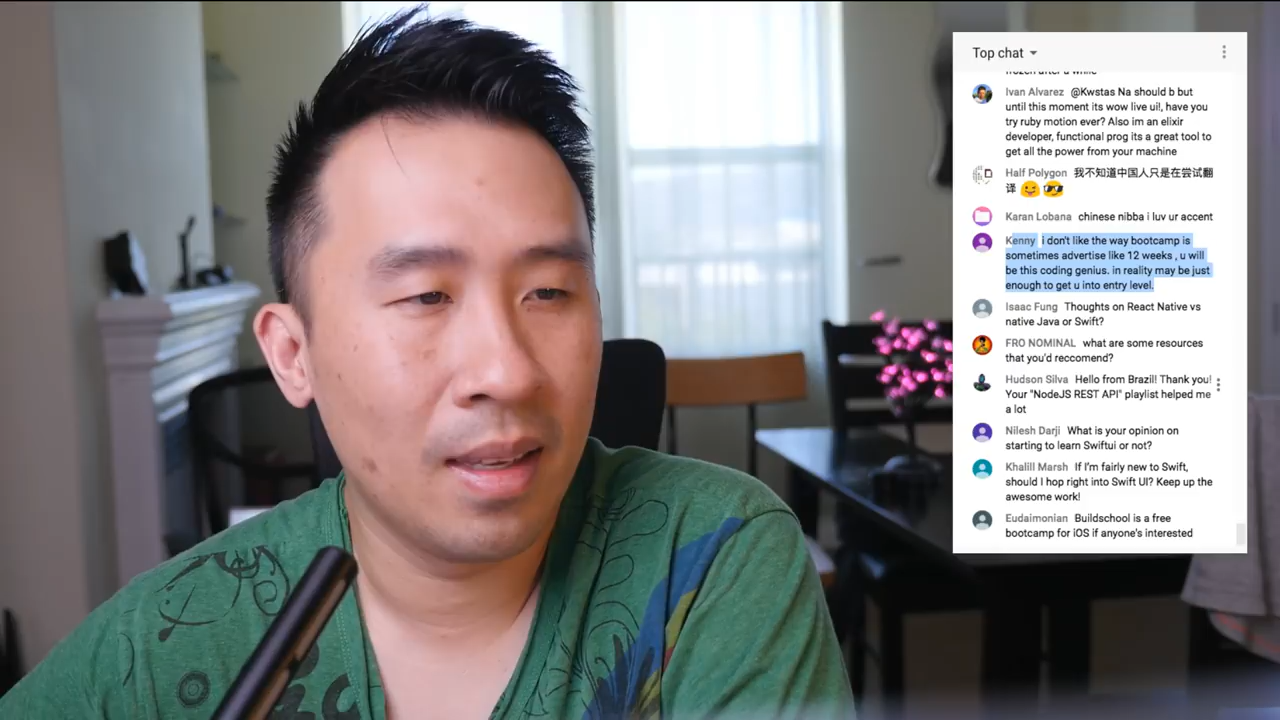 Top chat
Ivan Alvarez @Kwstas Na should b but
until this moment its wow live ui!, have you
try ruby motion ever? Also im an elixir
developer, functional prog its a great tool to
get all the power from your machine
Half Polygon 我不知道中国人只是在尝试翻
译 😜 😎
Karan Lobana chinese nibba i luv ur accent
Kenny i don't like the way bootcamp is
sometimes advertise like 12 weeks , u will
be this coding genius. in reality may be just
enough to get u into entry level.
Isaac Fung Thoughts on React Native vs
native Java or Swift?
FRO NOMINAL what are some resources
that you'd reccomend?
Hudson Silva Hello from Brazil! Thank you!
Your "NodeJS REST API" playlist helped me
a lot
Nilesh Darji What is your opinion on
starting to learn Swiftui or not?
Khalill Marsh If I'm fairly new to Swift,
should I hop right into Swift UI? Keep up the
awesome work!
Eudaimonian Buildschool is a free
bootcamp for iOS if anyone's interested